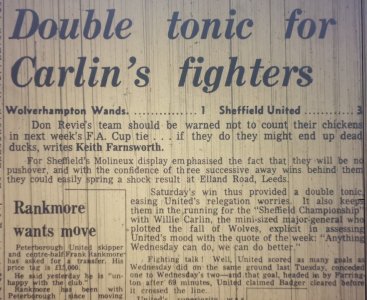 Double tonic for
Carlin's fighters
Wolverhampton Wands. 1 Sheffield United 3
Don Revie's team should be warned not to count their chickens
in next week's F.A. Cup tie . . . if they do they might end up dead
ducks, writes Keith Farnsworth.
For Sheffield's Molineux display emphasised the fact that they will be no
pushover, and with the confidence of three successive away wins behind them
they could easily spring a shock result at Elland Road, Leeds.
Saturday's win thus provided a double tonic,
easing United's relegation worries. It also keeps
them in the running for the "Sheffield Championship"
with Willie Carlin, the mini-sized major-general who
plotted the fall of Wolves, explicit in assessing
United's mood with the quote of the week: "Anything
Wednesday can do, we can do better."
Fighting talk! Well, United scored as many goals as
Wednesday did on the same ground last Tuesday, conceded
one to Wednesday's two—and that goal, headed in by Farring-
ton after 69 minutes, United claimed Badger cleared before
it crossed the line.
Rankmore
wants move
Peterborough United skipper
and centre-half Frank Rankmore
has asked for a transfer. His
price tag is £15,000.
He said yesterday he is "un-
happy with the club."
Rankmore has been with
Peterborough since moving